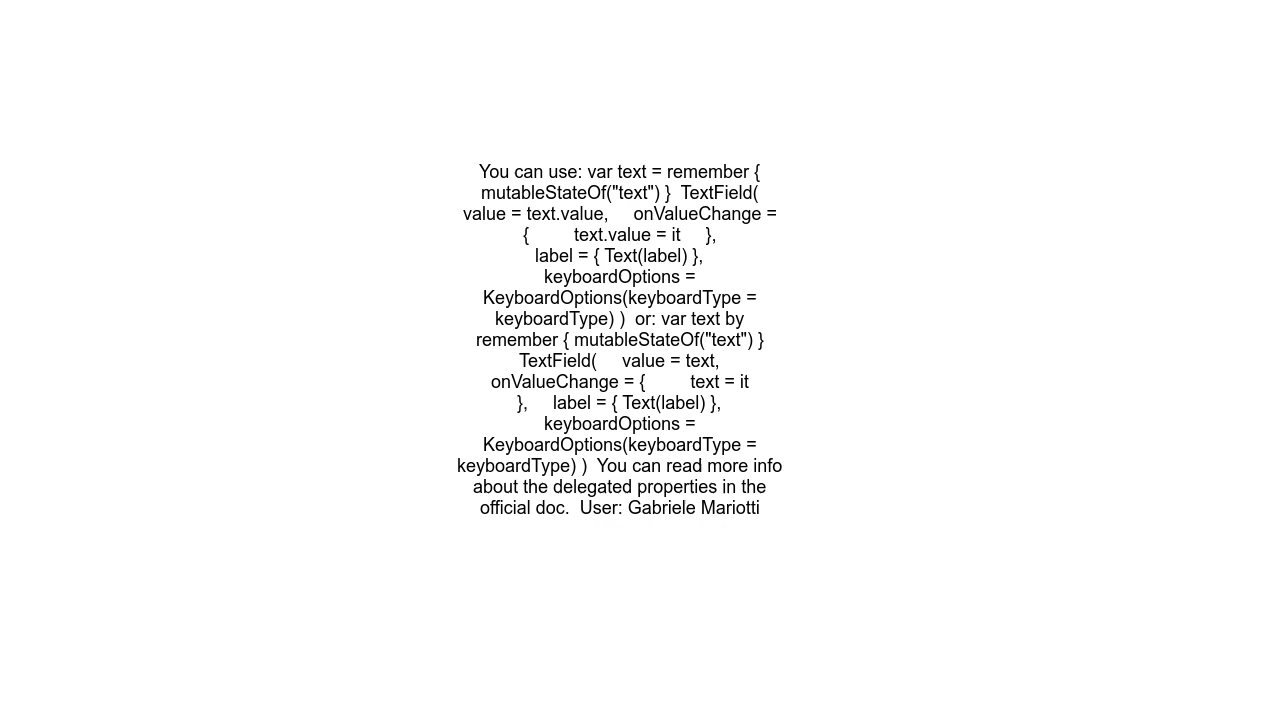 You can use: var text = remember {
mutableStateOf("text") }  TextField(
value = text.value,     onValueChange =
{         text.value = it     },
label = { Text(label) },
keyboardOptions =
KeyboardOptions(keyboardType =
keyboardType) )  or: var text by
remember { mutableStateOf("text") }
TextField(     value = text,
onValueChange = {         text = it
},     label = { Text(label) },
keyboardOptions =
KeyboardOptions(keyboardType =
keyboardType) )  You can read more info
about the delegated properties in the
official doc.  User: Gabriele Mariotti